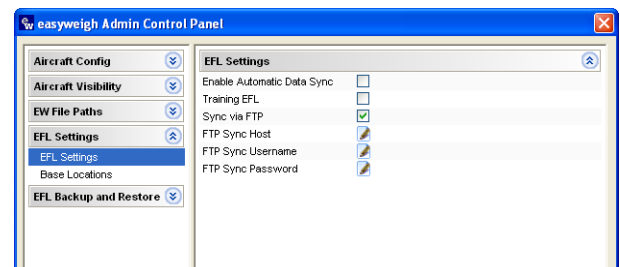 easyweigh Admin Control Panel
Aircraft Config
Aircraft Visibility
EW File Paths
EFL Settings
EFL Settings
Base Locations
EFL Backup and Restore
EFL Settings
Enable Automatic Data Sync
Training EFL
Sync via FTP
FTP Sync Host
FTP Sync Username
FTP Sync Password